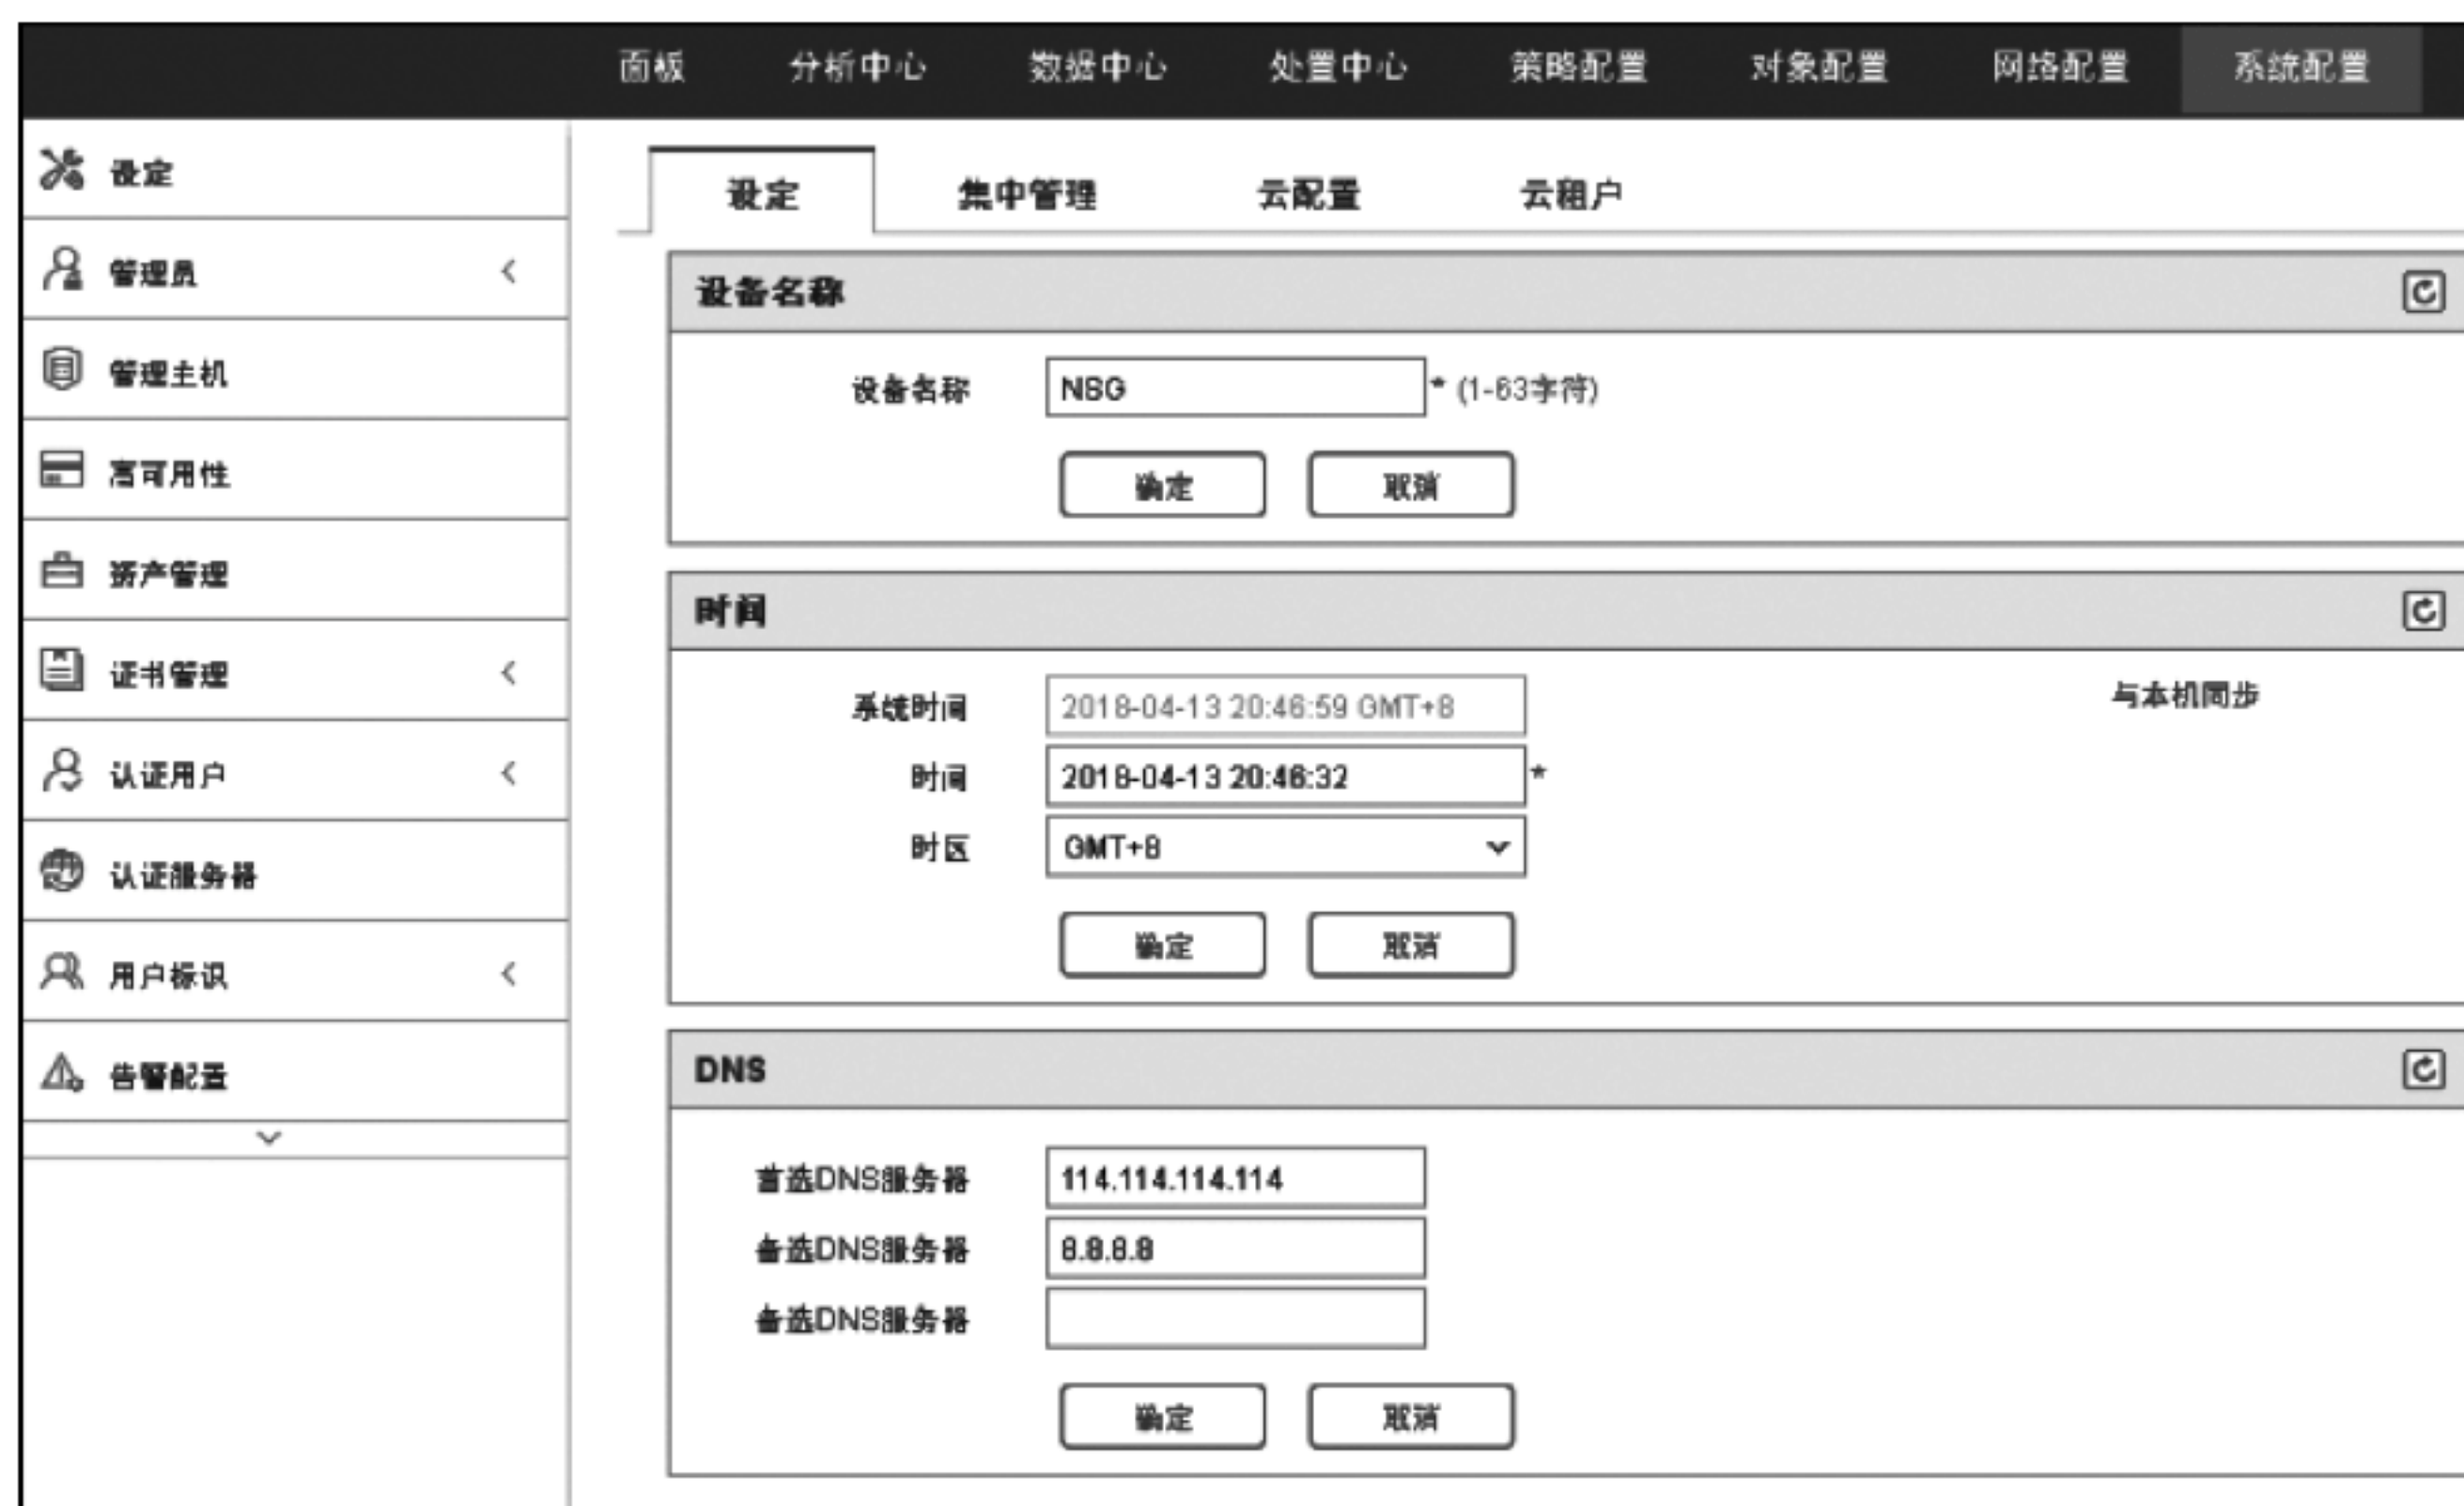 面板 分析中心 数据中心 处置中心 策略配置 对象配置 网络配置 系统配置
设定
管理员
管理主机
高可用性
资产管理
证书管理
认证用户
认证服务器
用户标识
告警配置
设定 集中管理 云配置 云租户
设备名称
设备名称 NSG * (1-63字符)
确定 取消
时间
系统时间 2018-04-13 20:46:59 GMT+8 与本机同步
时间 2018-04-13 20:46:32 *
时区 GMT+8
确定 取消
DNS
首选DNS服务器 114.114.114.114
备选DNS服务器 8.8.8.8
备选DNS服务器
确定 取消